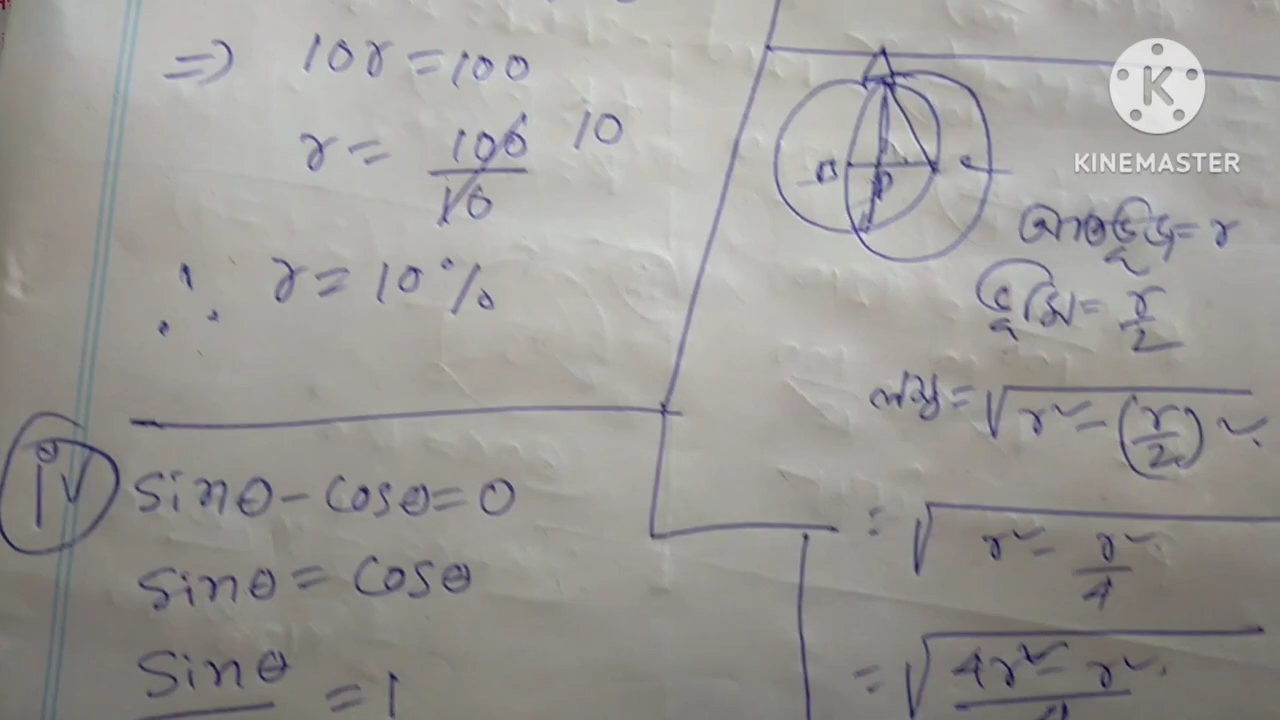 ⇒ 10r = 100
r = 100/10 10
∴ r = 10%
iv
sinθ - cosθ = 0
sinθ = cosθ
sinθ
= 1
A
B P C
= r
ভূমি = r/2
লম্ব = √r² - (r/2)²
= √r² - r²/4
= √4r² - r²/4
K
KINEMASTER